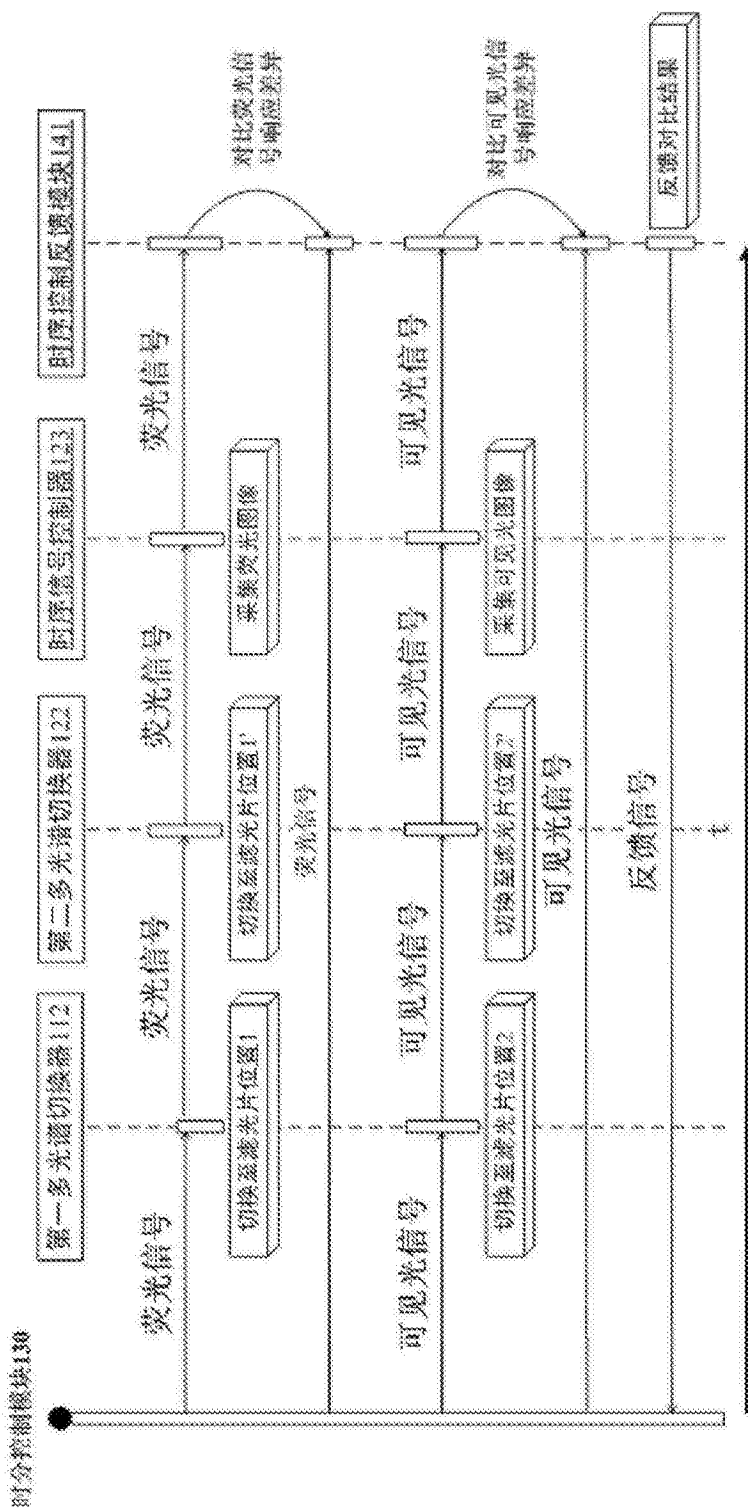 时分控制模块130
第一多光谱切换器112
第二多光谱切换器122
时序信号控制器123
时序控制反馈模块141
荧光信号
荧光信号
荧光信号
荧光信号
切换至滤光片位置1
切换至滤光片位置1'
采集荧光图像
对比荧光信
号响应差异
荧光信号
可见光信号
可见光信号
可见光信号
可见光信号
切换至滤光片位置2
切换至滤光片位置2'
采集可见光图像
对比可见光信
号响应差异
可见光信号
反馈信号
反馈对比结果
t